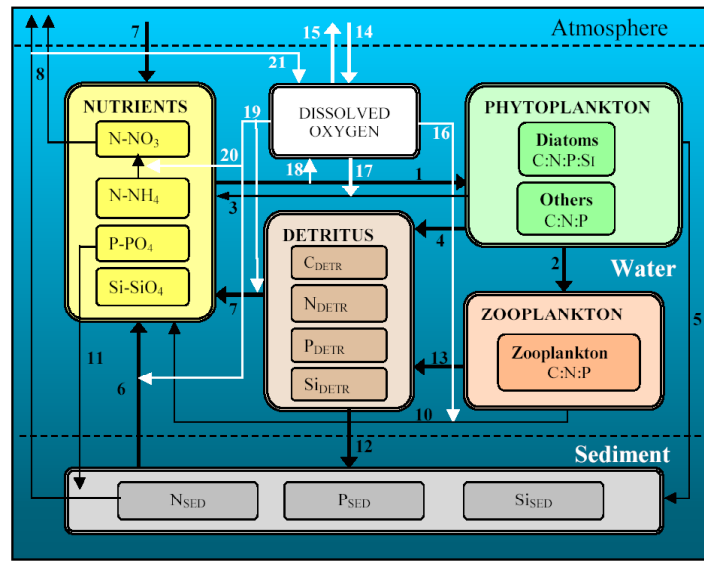 15
14
7
Atmosphere
8
21
NUTRIENTS
N-NO3
N-NH4
P-PO4
Si-SiO4
19
20
DISSOLVED
OXYGEN
16
18
17
1
3
PHYTOPLANKTON
Diatoms
C:N:P:Si
Others
C:N:P
4
2
Water
DETRITUS
CDETR
NDETR
PDETR
SiDETR
7
ZOOPLANKTON
Zooplankton
C:N:P
5
13
11
6
10
12
Sediment
NSED
PSED
SiSED